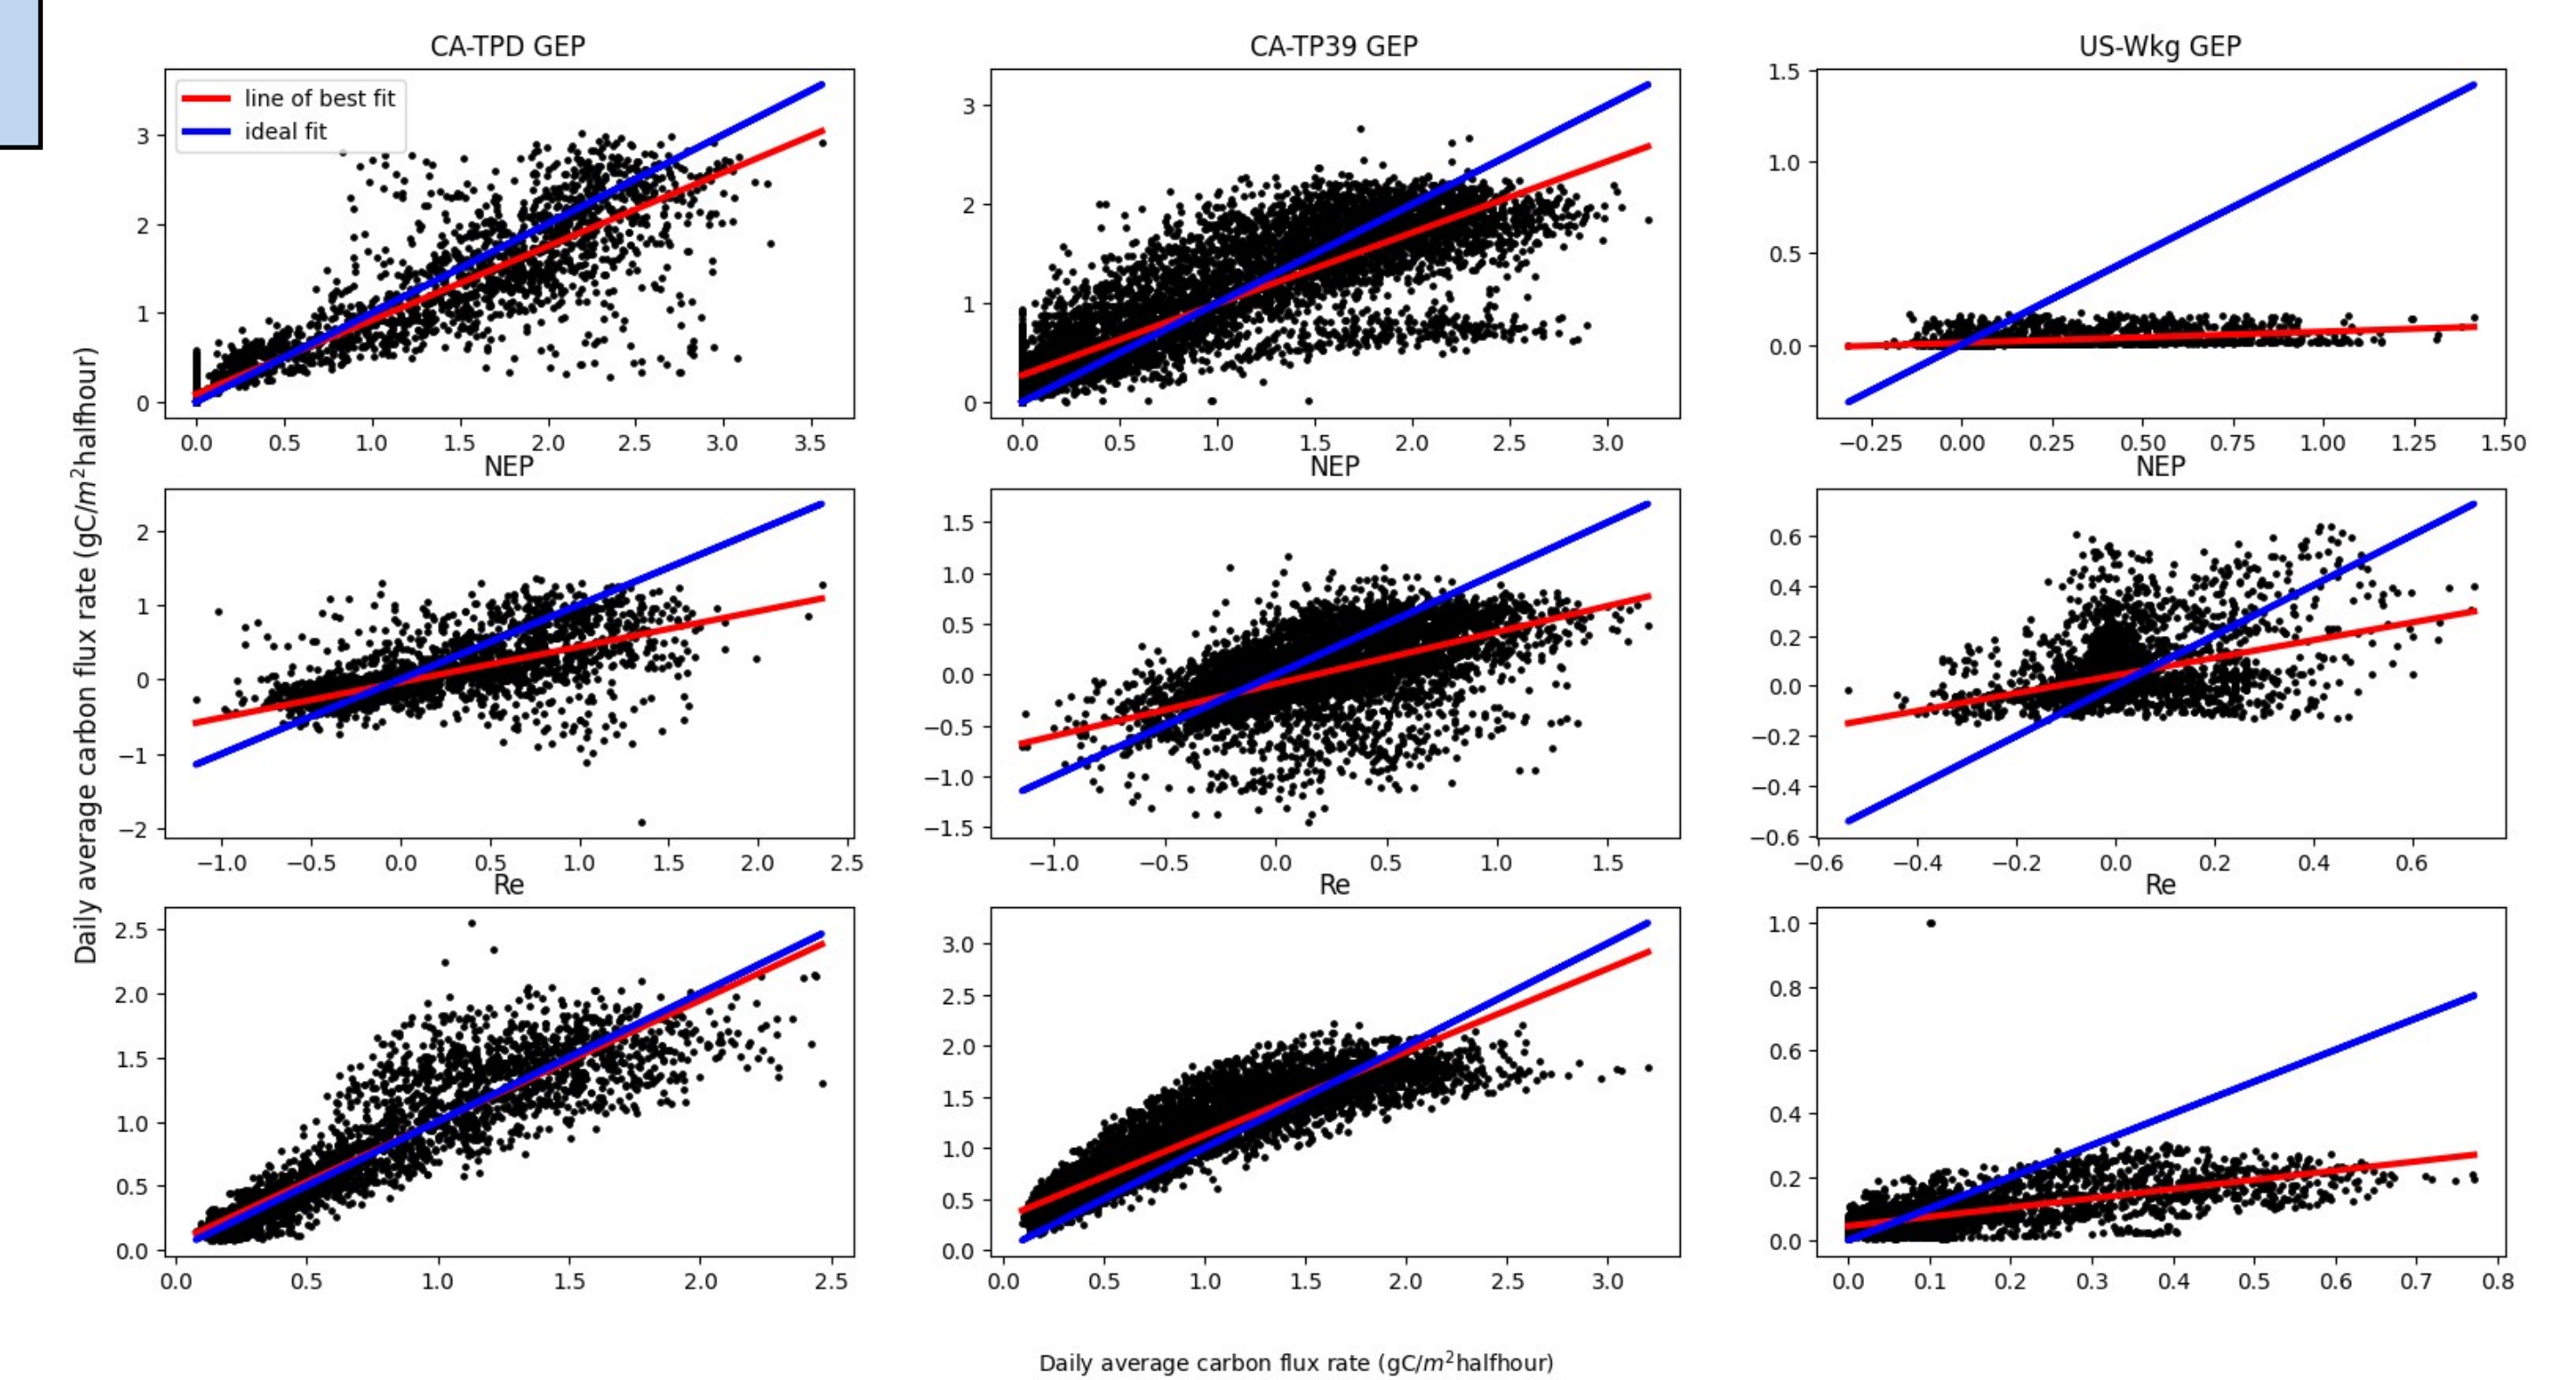 CA-TPD GEP
CA-TP39 GEP
US-Wkg GEP
line of best fit
ideal fit
3
2
1
0
0.0 0.5 1.0 1.5 2.0 2.5 3.0 3.5
3
2
1
0
0.0 0.5 1.0 1.5 2.0 2.5 3.0
1.5
1.0
0.5
0.0
−0.25 0.00 0.25 0.50 0.75 1.00 1.25 1.50
Daily average carbon flux rate (gC/m²halfhour)
NEP
NEP
NEP
2
1
0
−1
−2
−1.0 −0.5 0.0 0.5 1.0 1.5 2.0 2.5
1.5
1.0
0.5
0.0
−0.5
−1.0
−1.5
−1.0 −0.5 0.0 0.5 1.0 1.5
0.6
0.4
0.2
0.0
−0.2
−0.4
−0.6
−0.6 −0.4 −0.2 0.0 0.2 0.4 0.6
Re
Re
Re
2.5
2.0
1.5
1.0
0.5
0.0
0.0 0.5 1.0 1.5 2.0 2.5
3.0
2.5
2.0
1.5
1.0
0.5
0.0
0.0 0.5 1.0 1.5 2.0 2.5 3.0
1.0
0.8
0.6
0.4
0.2
0.0
0.0 0.1 0.2 0.3 0.4 0.5 0.6 0.7 0.8
Daily average carbon flux rate (gC/m²halfhour)